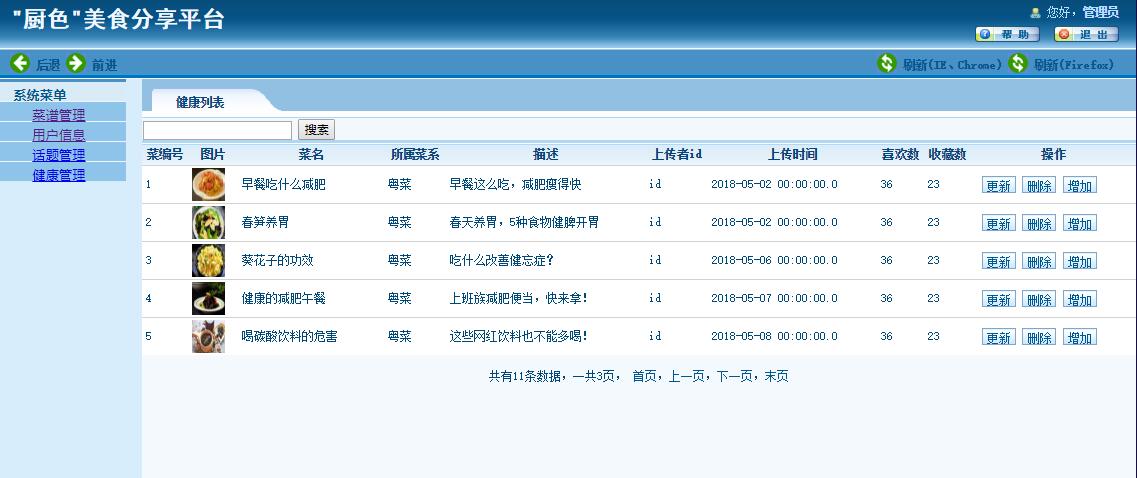 "厨色"美食分享平台
您好，管理员
帮 助 退 出
后退 前进 刷新(IE、Chrome) 刷新(Firefox)
系统菜单
菜谱管理
用户信息
话题管理
健康管理
健康列表
搜索
菜编号 图片 菜名 所属菜系 描述 上传者id 上传时间 喜欢数 收藏数 操作
1 早餐吃什么减肥 粤菜 早餐这么吃，减肥瘦得快 id 2018-05-02 00:00:00.0 36 23 更新 删除 增加
2 春笋养胃 粤菜 春天养胃，5种食物健脾开胃 id 2018-05-02 00:00:00.0 36 23 更新 删除 增加
3 葵花子的功效 粤菜 吃什么改善健忘症？ id 2018-05-06 00:00:00.0 36 23 更新 删除 增加
4 健康的减肥午餐 粤菜 上班族减肥便当，快来拿！ id 2018-05-07 00:00:00.0 36 23 更新 删除 增加
5 喝碳酸饮料的危害 粤菜 这些网红饮料也不能多喝！ id 2018-05-08 00:00:00.0 36 23 更新 删除 增加
共有11条数据，一共3页， 首页，上一页，下一页，末页